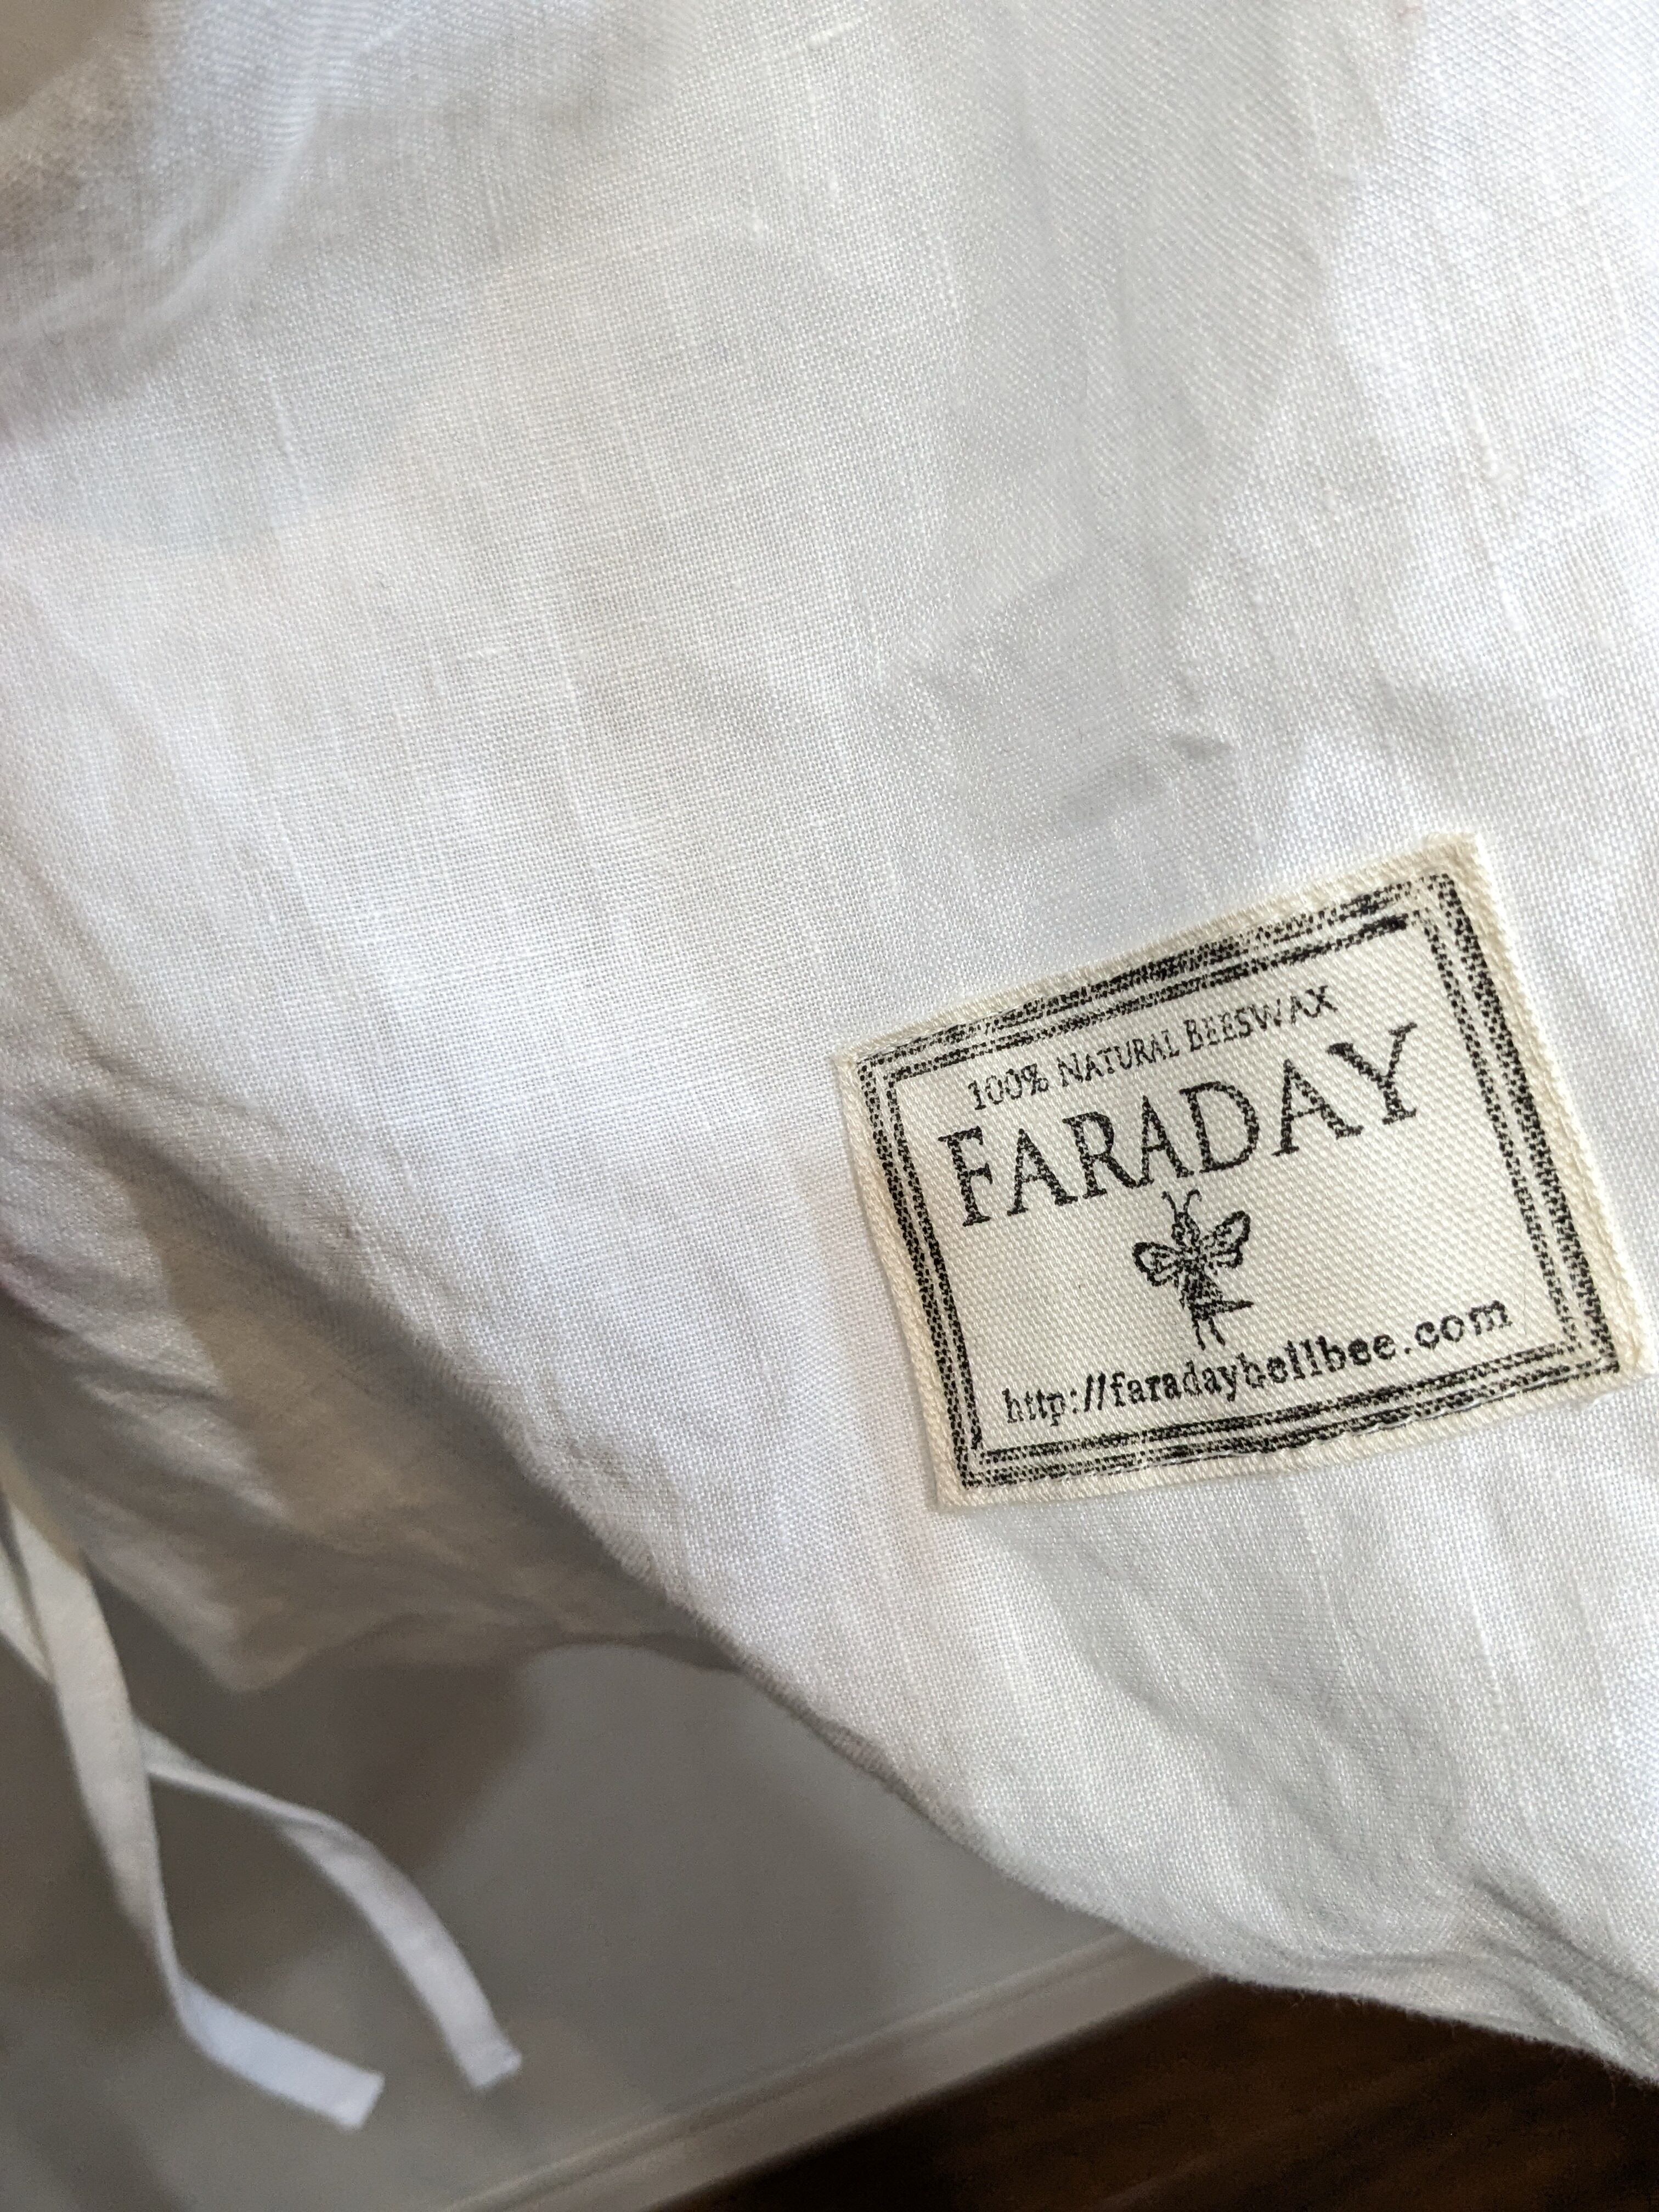 100% NATURAL BEESWAX
FARADAY
http://faradaybellbee.com